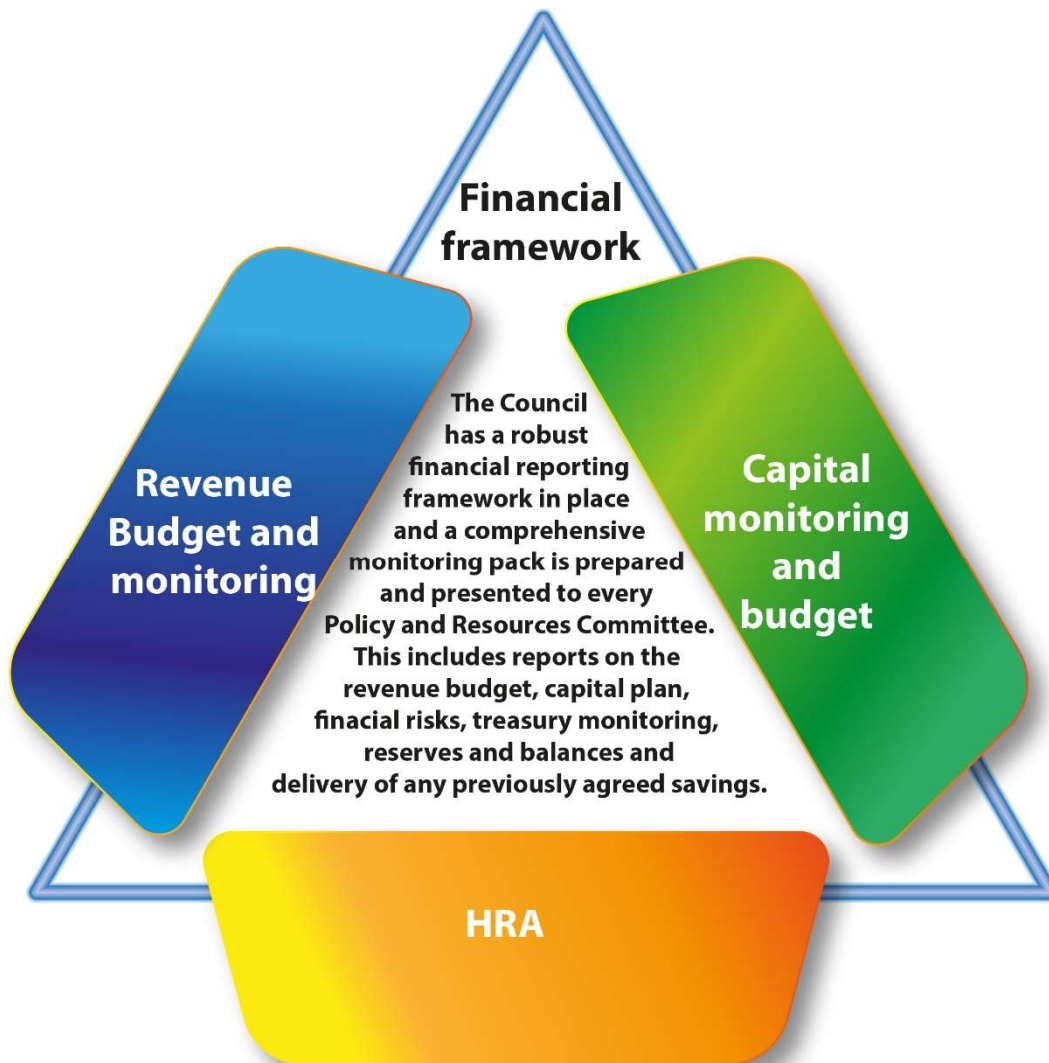 Financial
framework
Revenue
Budget and
monitoring
The Council
has a robust
financial reporting
framework in place
and a comprehensive
monitoring pack is prepared
and presented to every
Policy and Resources Committee.
This includes reports on the
revenue budget, capital plan,
finacial risks, treasury monitoring,
reserves and balances and
delivery of any previously agreed savings.
Capital
monitoring
and
budget
HRA